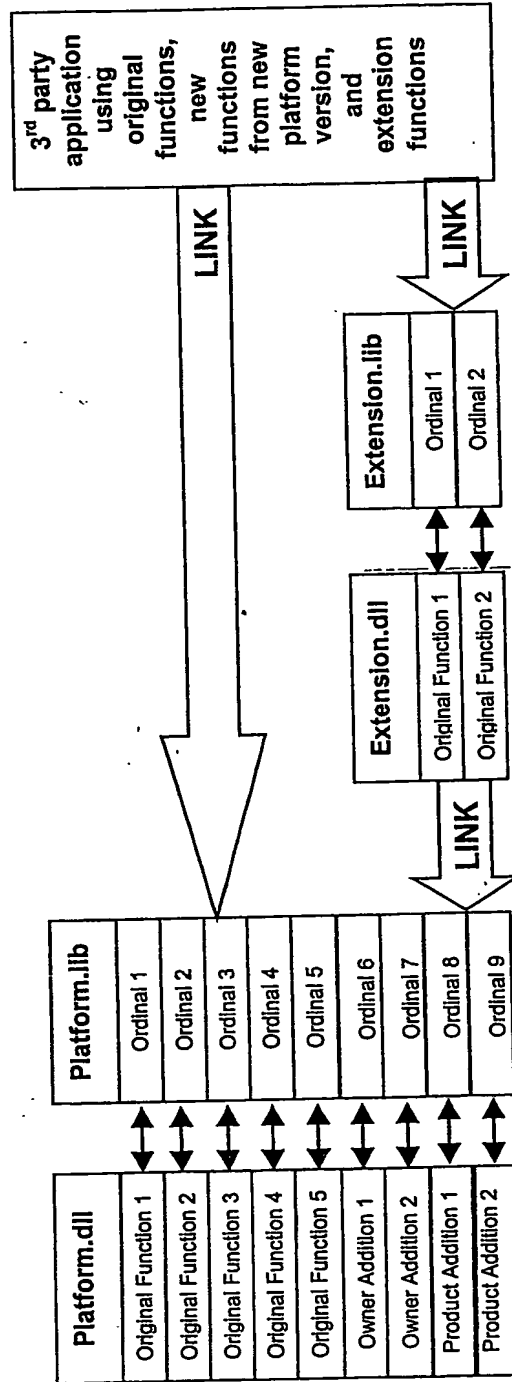 Platform.dll
Original Function 1
Original Function 2
Original Function 3
Original Function 4
Original Function 5
Owner Addition 1
Owner Addition 2
Product Addition 1
Product Addition 2
Platform.lib
Ordinal 1
Ordinal 2
Ordinal 3
Ordinal 4
Ordinal 5
Ordinal 6
Ordinal 7
Ordinal 8
Ordinal 9
LINK
Extension.dll
Original Function 1
Original Function 2
Extension.lib
Ordinal 1
Ordinal 2
LINK
LINK
3rd party
application
using
original
functions,
new
functions
from new
platform
version,
and
extension
functions